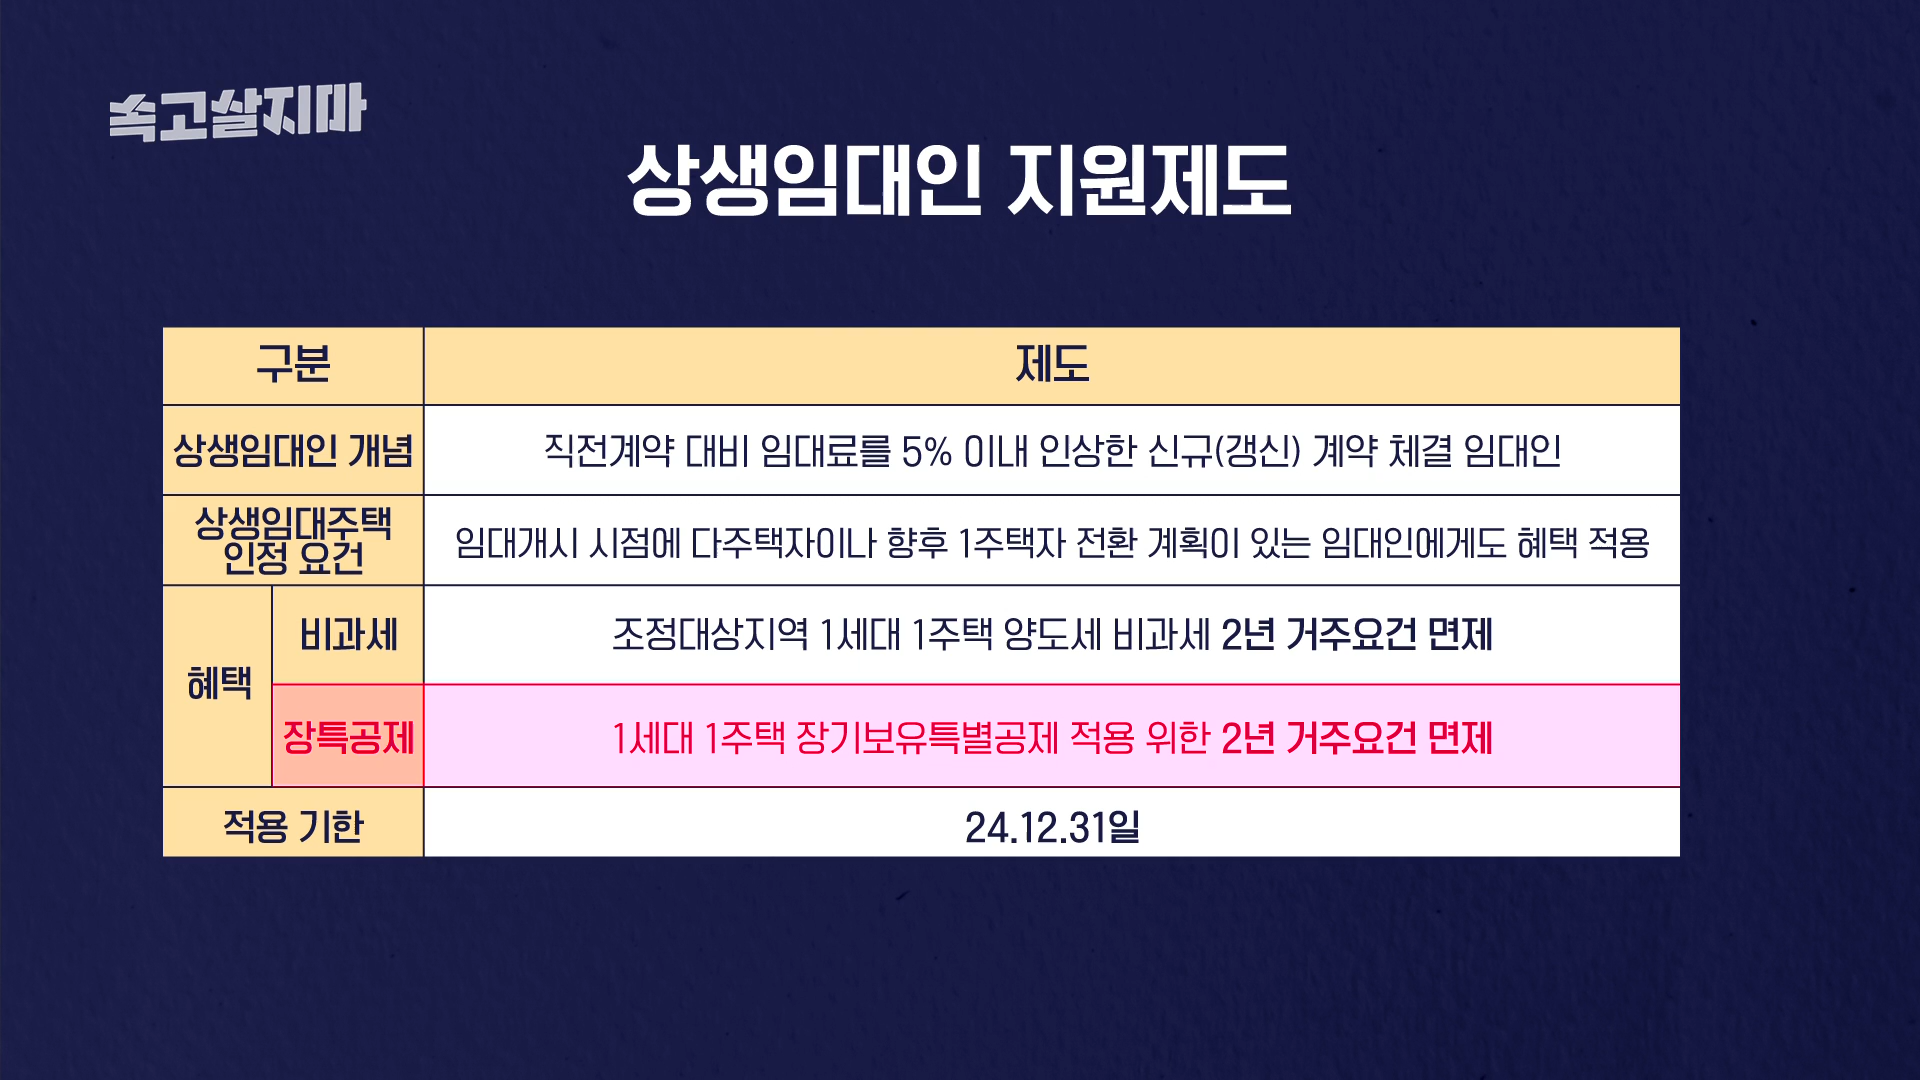 속고살지마
상생임대인 지원제도
구분
제도
상생임대인 개념
직전계약 대비 임대료를 5% 이내 인상한 신규(갱신) 계약 체결 임대인
상생임대주택
인정 요건
임대개시 시점에 다주택자이나 향후 1주택자 전환 계획이 있는 임대인에게도 혜택 적용
혜택
비과세
조정대상지역 1세대 1주택 양도세 비과세 2년 거주요건 면제
장특공제
1세대 1주택 장기보유특별공제 적용 위한 2년 거주요건 면제
적용 기한
24.12.31일